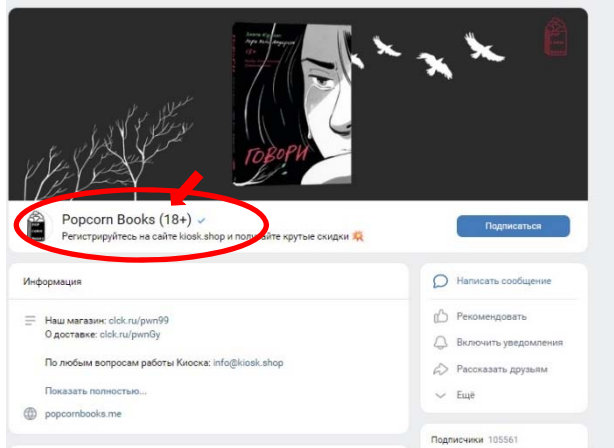 18+
ГОВОРИ
Popcorn Books (18+)
Регистрируйтесь на сайте kiosk.shop и получайте крутые скидки 💥
Подписаться
Информация
Наш магазин: clck.ru/pwn99
О доставке: clck.ru/pwnGy
По любым вопросам работы Киоска: info@kiosk.shop
Показать полностью...
popcornbooks.me
Написать сообщение
Рекомендовать
Включить уведомления
Рассказать друзьям
Ещё
Подписчики 105561